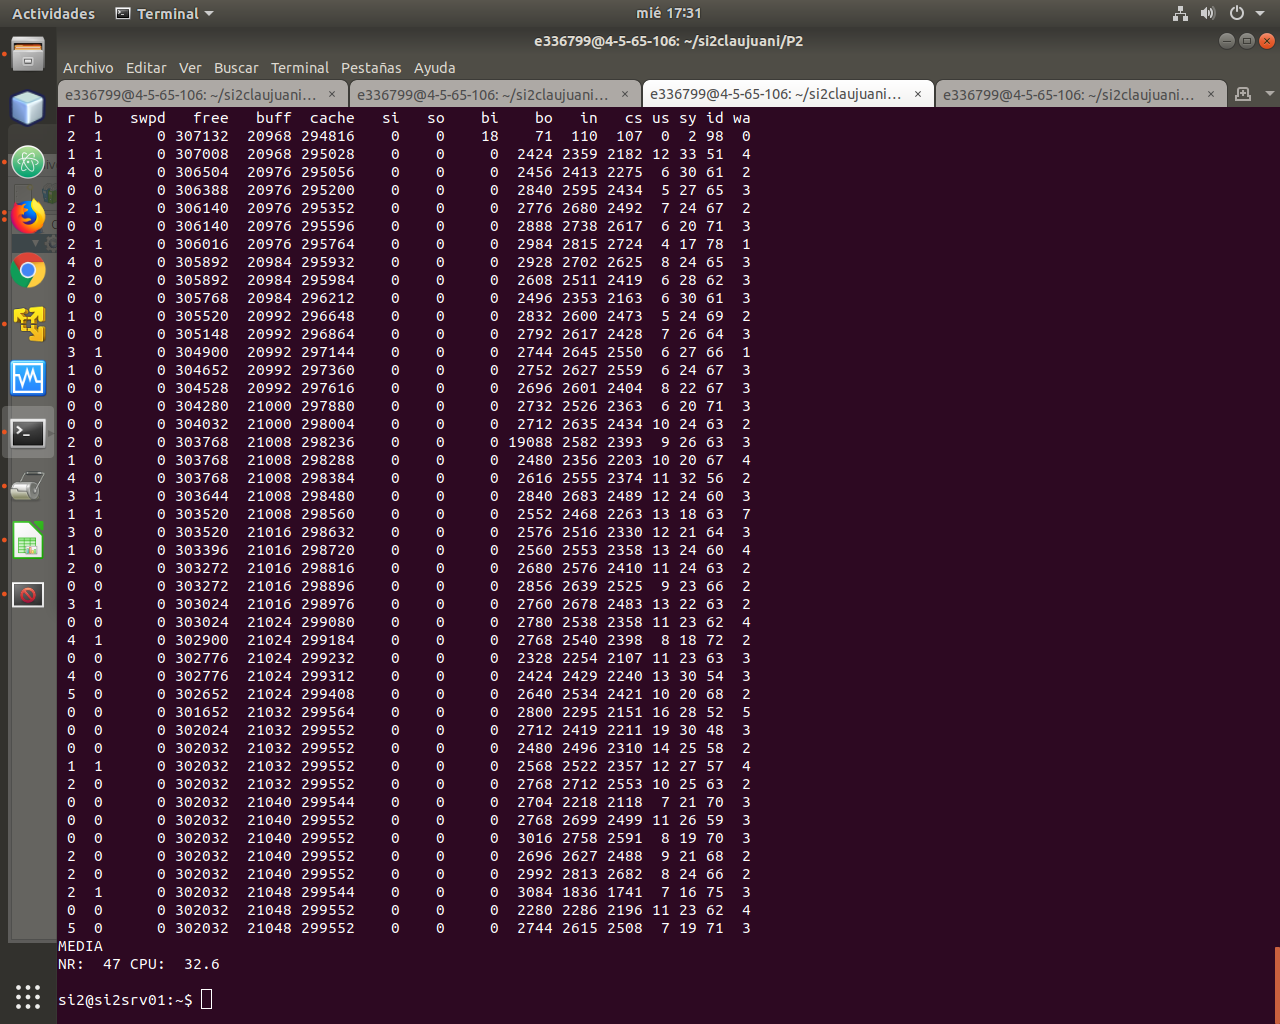 Actividades Terminal mié 17:31
e336799@4-5-65-106: ~/si2claujuani/P2
Archivo Editar Ver Buscar Terminal Pestañas Ayuda
e336799@4-5-65-106: ~/si2claujuani… × e336799@4-5-65-106: ~/si2claujuani… × e336799@4-5-65-106: ~/si2claujuani… × e336799@4-5-65-106: ~/si2claujuani… ×
r b swpd free buff cache si so bi bo in cs us sy id wa
2 1 0 307132 20968 294816 0 0 18 71 110 107 0 2 98 0
1 1 0 307008 20968 295028 0 0 0 2424 2359 2182 12 33 51 4
4 0 0 306504 20976 295056 0 0 0 2456 2413 2275 6 30 61 2
0 0 0 306388 20976 295200 0 0 0 2840 2595 2434 5 27 65 3
2 1 0 306140 20976 295352 0 0 0 2776 2680 2492 7 24 67 2
0 0 0 306140 20976 295596 0 0 0 2888 2738 2617 6 20 71 3
2 1 0 306016 20976 295764 0 0 0 2984 2815 2724 4 17 78 1
4 0 0 305892 20984 295932 0 0 0 2928 2702 2625 8 24 65 3
2 0 0 305892 20984 295984 0 0 0 2608 2511 2419 6 28 62 3
0 0 0 305768 20984 296212 0 0 0 2496 2353 2163 6 30 61 3
1 0 0 305520 20992 296648 0 0 0 2832 2600 2473 5 24 69 2
0 0 0 305148 20992 296864 0 0 0 2792 2617 2428 7 26 64 3
3 1 0 304900 20992 297144 0 0 0 2744 2645 2550 6 27 66 1
1 0 0 304652 20992 297360 0 0 0 2752 2627 2559 6 24 67 3
0 0 0 304528 20992 297616 0 0 0 2696 2601 2404 8 22 67 3
0 0 0 304280 21000 297880 0 0 0 2732 2526 2363 6 20 71 3
0 0 0 304032 21000 298004 0 0 0 2712 2635 2434 10 24 63 2
2 0 0 303768 21008 298236 0 0 0 19088 2582 2393 9 26 63 3
1 0 0 303768 21008 298288 0 0 0 2480 2356 2203 10 20 67 4
4 0 0 303768 21008 298384 0 0 0 2616 2555 2374 11 32 56 2
3 1 0 303644 21008 298480 0 0 0 2840 2683 2489 12 24 60 3
1 1 0 303520 21008 298560 0 0 0 2552 2468 2263 13 18 63 7
3 0 0 303520 21016 298632 0 0 0 2576 2516 2330 12 21 64 3
1 0 0 303396 21016 298720 0 0 0 2560 2553 2358 13 24 60 4
2 0 0 303272 21016 298816 0 0 0 2680 2576 2410 11 24 63 2
0 0 0 303272 21016 298896 0 0 0 2856 2639 2525 9 23 66 2
3 1 0 303024 21016 298976 0 0 0 2760 2678 2483 13 22 63 2
0 0 0 303024 21024 299080 0 0 0 2780 2538 2358 11 23 62 4
4 1 0 302900 21024 299184 0 0 0 2768 2540 2398 8 18 72 2
0 0 0 302776 21024 299232 0 0 0 2328 2254 2107 11 23 63 3
4 0 0 302776 21024 299312 0 0 0 2424 2429 2240 13 30 54 3
5 0 0 302652 21024 299408 0 0 0 2640 2534 2421 10 20 68 2
0 0 0 301652 21032 299564 0 0 0 2800 2295 2151 16 28 52 5
0 0 0 302024 21032 299552 0 0 0 2712 2419 2211 19 30 48 3
0 0 0 302032 21032 299552 0 0 0 2480 2496 2310 14 25 58 2
1 1 0 302032 21032 299552 0 0 0 2568 2522 2357 12 27 57 4
2 0 0 302032 21032 299552 0 0 0 2768 2712 2553 10 25 63 2
0 0 0 302032 21040 299544 0 0 0 2704 2218 2118 7 21 70 3
0 0 0 302032 21040 299552 0 0 0 2768 2699 2499 11 26 59 3
0 0 0 302032 21040 299552 0 0 0 3016 2758 2591 8 19 70 3
2 0 0 302032 21040 299552 0 0 0 2696 2627 2488 9 21 68 2
2 0 0 302032 21040 299552 0 0 0 2992 2813 2682 8 24 66 2
2 1 0 302032 21048 299544 0 0 0 3084 1836 1741 7 16 75 3
0 0 0 302032 21048 299552 0 0 0 2280 2286 2196 11 23 62 4
5 0 0 302032 21048 299552 0 0 0 2744 2615 2508 7 19 71 3
MEDIA
NR: 47 CPU: 32.6
si2@si2srv01:~$